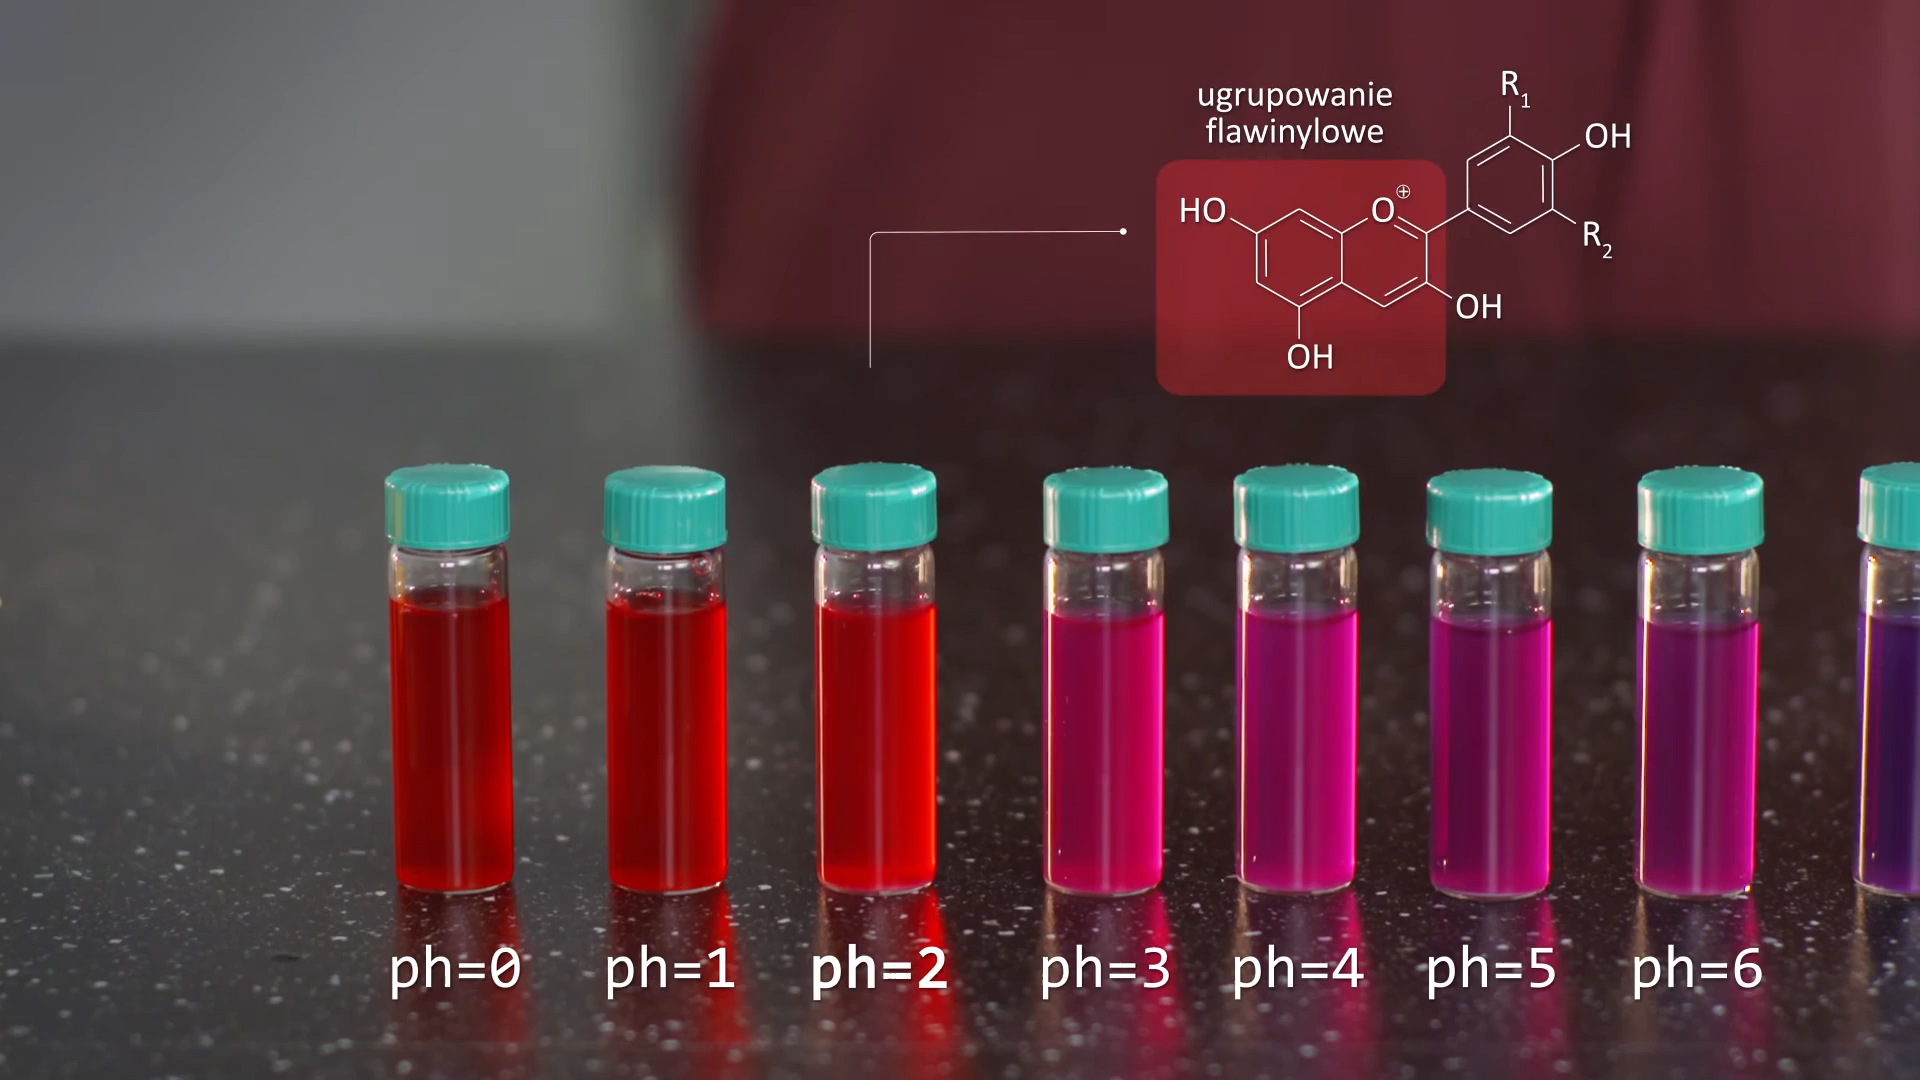 ugrupowanie
flawinylowe
R1
OH
HO
O⊕
R2
OH
OH
ph=0
ph=1
ph=2
ph=3
ph=4
ph=5
ph=6